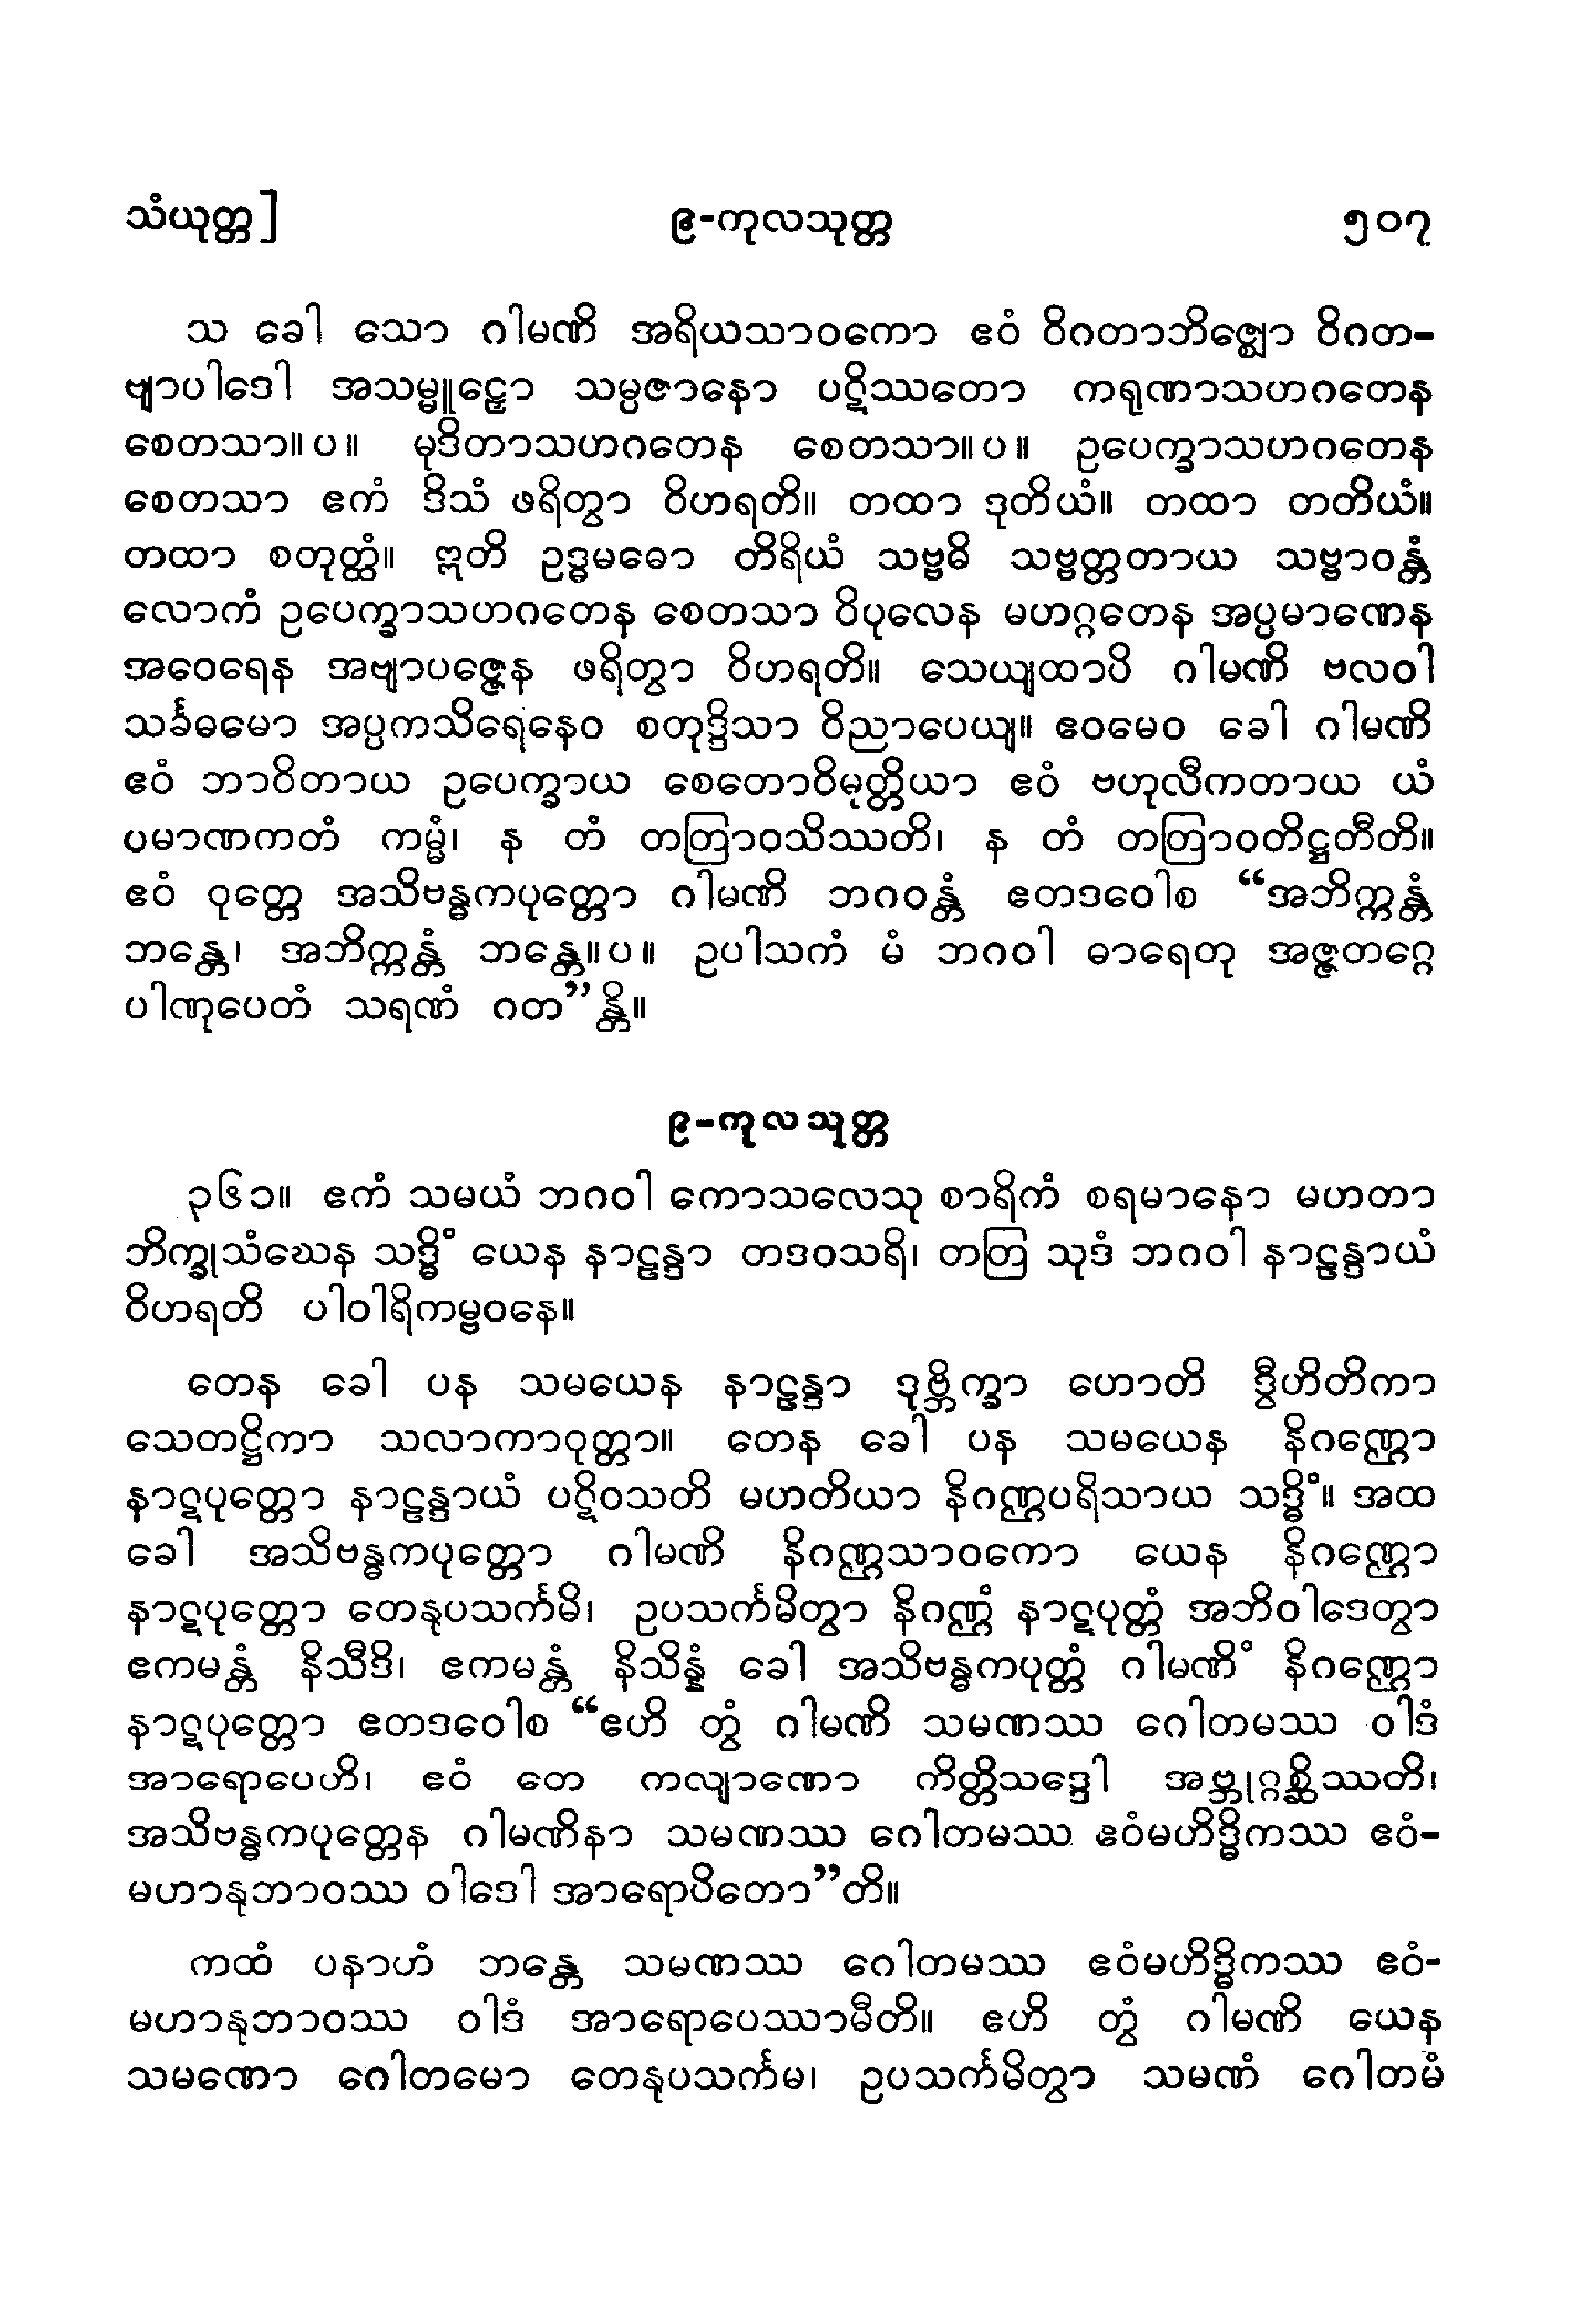 သံယုတ္တ] ၉-ကုလသုတ္တ ၅၀၇
သ ခေါ သော ဂါမဏိ အရိယသာဝကော ဧဝံ ဝိဂတာဘိဇ္ဈော ဝိဂတ-
ဗျာပါဒေါ အသမ္မူဠှော သမ္ပဇာနော ပဋိဿတော ကရုဏာသဟဂတေန
စေတသာ။ပ။ မုဒိတာသဟဂတေန စေတသာ။ပ။ ဥပေက္ခာသဟဂတေန
စေတသာ ဧကံ ဒိသံ ဖရိတွာ ဝိဟရတိ။ တထာ ဒုတိယံ။ တထာ တတိယံ။
တထာ စတုတ္ထံ။ ဣတိ ဥဒ္ဓမဓော တိရိယံ သဗ္ဗဓိ သဗ္ဗတ္တတာယ သဗ္ဗာဝန္တံ
လောကံ ဥပေက္ခာသဟဂတေန စေတသာ ဝိပုလေန မဟဂ္ဂတေန အပ္ပမာဏေန
အဝေရေန အဗျာပဇ္ဇေန ဖရိတွာ ဝိဟရတိ။ သေယျထာပိ ဂါမဏိ ဗလဝါ
သင်္ခဓမော အပ္ပကသိရေနေဝ စတုဒ္ဒိသာ ဝိညာပေယျ။ ဧဝမေဝ ခေါ ဂါမဏိ
ဧဝံ ဘာဝိတာယ ဥပေက္ခာယ စေတောဝိမုတ္တိယာ ဧဝံ ဗဟုလီကတာယ ယံ
ပမာဏကတံ ကမ္မံ၊ န တံ တတြာဝသိဿတိ၊ န တံ တတြာဝတိဋ္ဌတီတိ။
ဧဝံ ဝုတ္တေ အသိဗန္ဓကပုတ္တော ဂါမဏိ ဘဂဝန္တံ ဧတဒဝေါစ “အဘိက္ကန္တံ
ဘန္တေ၊ အဘိက္ကန္တံ ဘန္တေ။ပ။ ဥပါသကံ မံ ဘဂဝါ ဓာရေတု အဇ္ဇတဂ္ဂေ
ပါဏုပေတံ သရဏံ ဂတ”န္တိ။
၉-ကုလသုတ္တ
၃၆၁။ ဧကံ သမယံ ဘဂဝါ ကောသလေသု စာရိကံ စရမာနော မဟတာ
ဘိက္ခုသံဃေန သဒ္ဓိံ ယေန နာဠန္ဒာ တဒဝသရိ၊ တတြ သုဒံ ဘဂဝါ နာဠန္ဒာယံ
ဝိဟရတိ ပါဝါရိကမ္ဗဝနေ။
တေန ခေါ ပန သမယေန နာဠန္ဒာ ဒုဗ္ဘိက္ခာ ဟောတိ ဒွီဟိတိကာ
သေတဋ္ဌိကာ သလာကာဝုတ္တာ။ တေန ခေါ ပန သမယေန နိဂဏ္ဌော
နာဋပုတ္တော နာဠန္ဒာယံ ပဋိဝသတိ မဟတိယာ နိဂဏ္ဌပရိသာယ သဒ္ဓိံ။ အထ
ခေါ အသိဗန္ဓကပုတ္တော ဂါမဏိ နိဂဏ္ဌသာဝကော ယေန နိဂဏ္ဌော
နာဋပုတ္တော တေနုပသင်္ကမိ၊ ဥပသင်္ကမိတွာ နိဂဏ္ဌံ နာဋပုတ္တံ အဘိဝါဒေတွာ
ဧကမန္တံ နိသီဒိ၊ ဧကမန္တံ နိသိန္နံ ခေါ အသိဗန္ဓကပုတ္တံ ဂါမဏိံ နိဂဏ္ဌော
နာဋပုတ္တော ဧတဒဝေါစ “ဧဟိ တွံ ဂါမဏိ သမဏဿ ဂေါတမဿ ဝါဒံ
အာရောပေဟိ၊ ဧဝံ တေ ကလျာဏော ကိတ္တိသဒ္ဒေါ အဗ္ဘုဂ္ဂစ္ဆိဿတိ၊
အသိဗန္ဓကပုတ္တေန ဂါမဏိနာ သမဏဿ ဂေါတမဿ ဧဝံမဟိဒ္ဓိကဿ ဧဝံ-
မဟာနုဘာဝဿ ဝါဒေါ အာရောပိတော”တိ။
ကထံ ပနာဟံ ဘန္တေ သမဏဿ ဂေါတမဿ ဧဝံမဟိဒ္ဓိကဿ ဧဝံ-
မဟာနုဘာဝဿ ဝါဒံ အာရောပေဿာမီတိ။ ဧဟိ တွံ ဂါမဏိ ယေန
သမဏော ဂေါတမော တေနုပသင်္ကမ၊ ဥပသင်္ကမိတွာ သမဏံ ဂေါတမံ